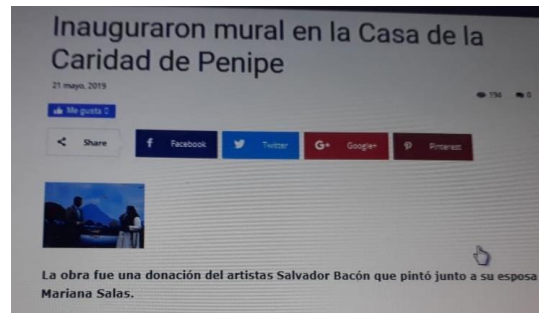 Inauguraron mural en la Casa de la
Caridad de Penipe
21 mayo, 2019
194 0
Me gusta 0
Share Facebook Twitter Google+ Pinterest
La obra fue una donación del artistas Salvador Bacón que pintó junto a su esposa
Mariana Salas.